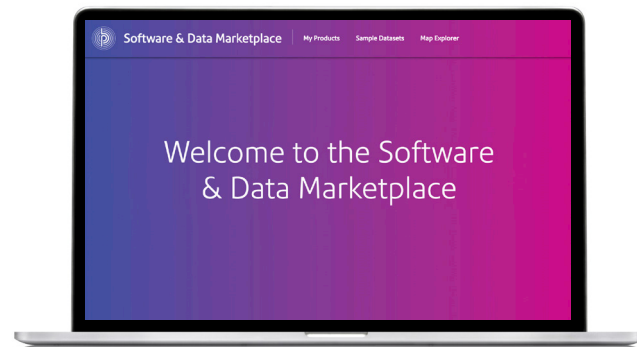 Software & Data Marketplace My Products Sample Datasets Map Explorer
Welcome to the Software
& Data Marketplace